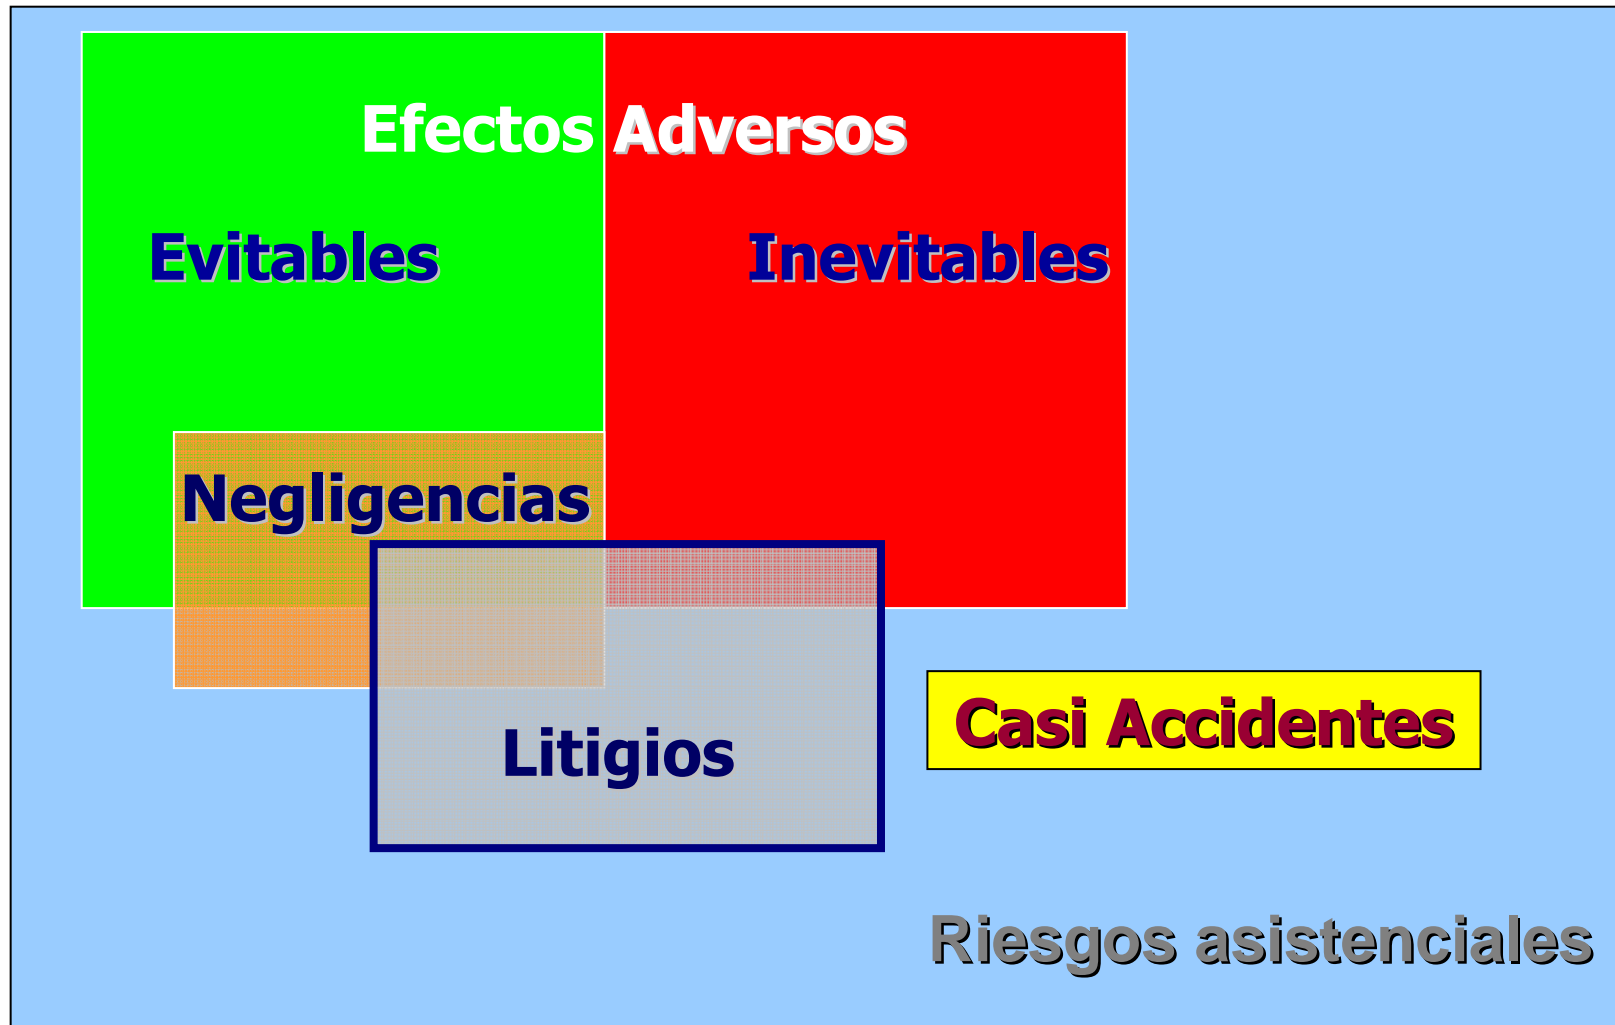 Efectos Adversos
Evitables
Inevitables
Negligencias
Casi Accidentes
Litigios
Riesgos asistenciales